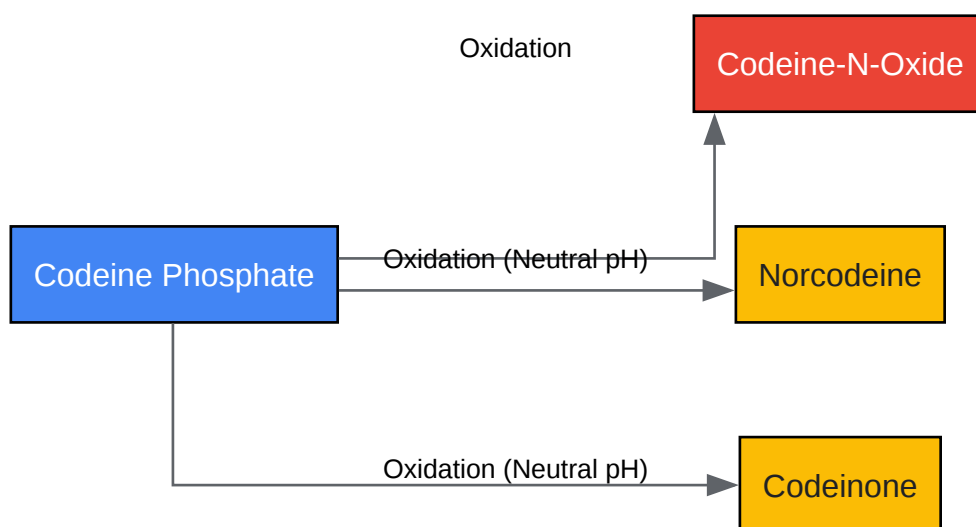 Oxidation
Codeine-N-Oxide
Codeine Phosphate
Oxidation (Neutral pH)
Norcodeine
Oxidation (Neutral pH)
Codeinone